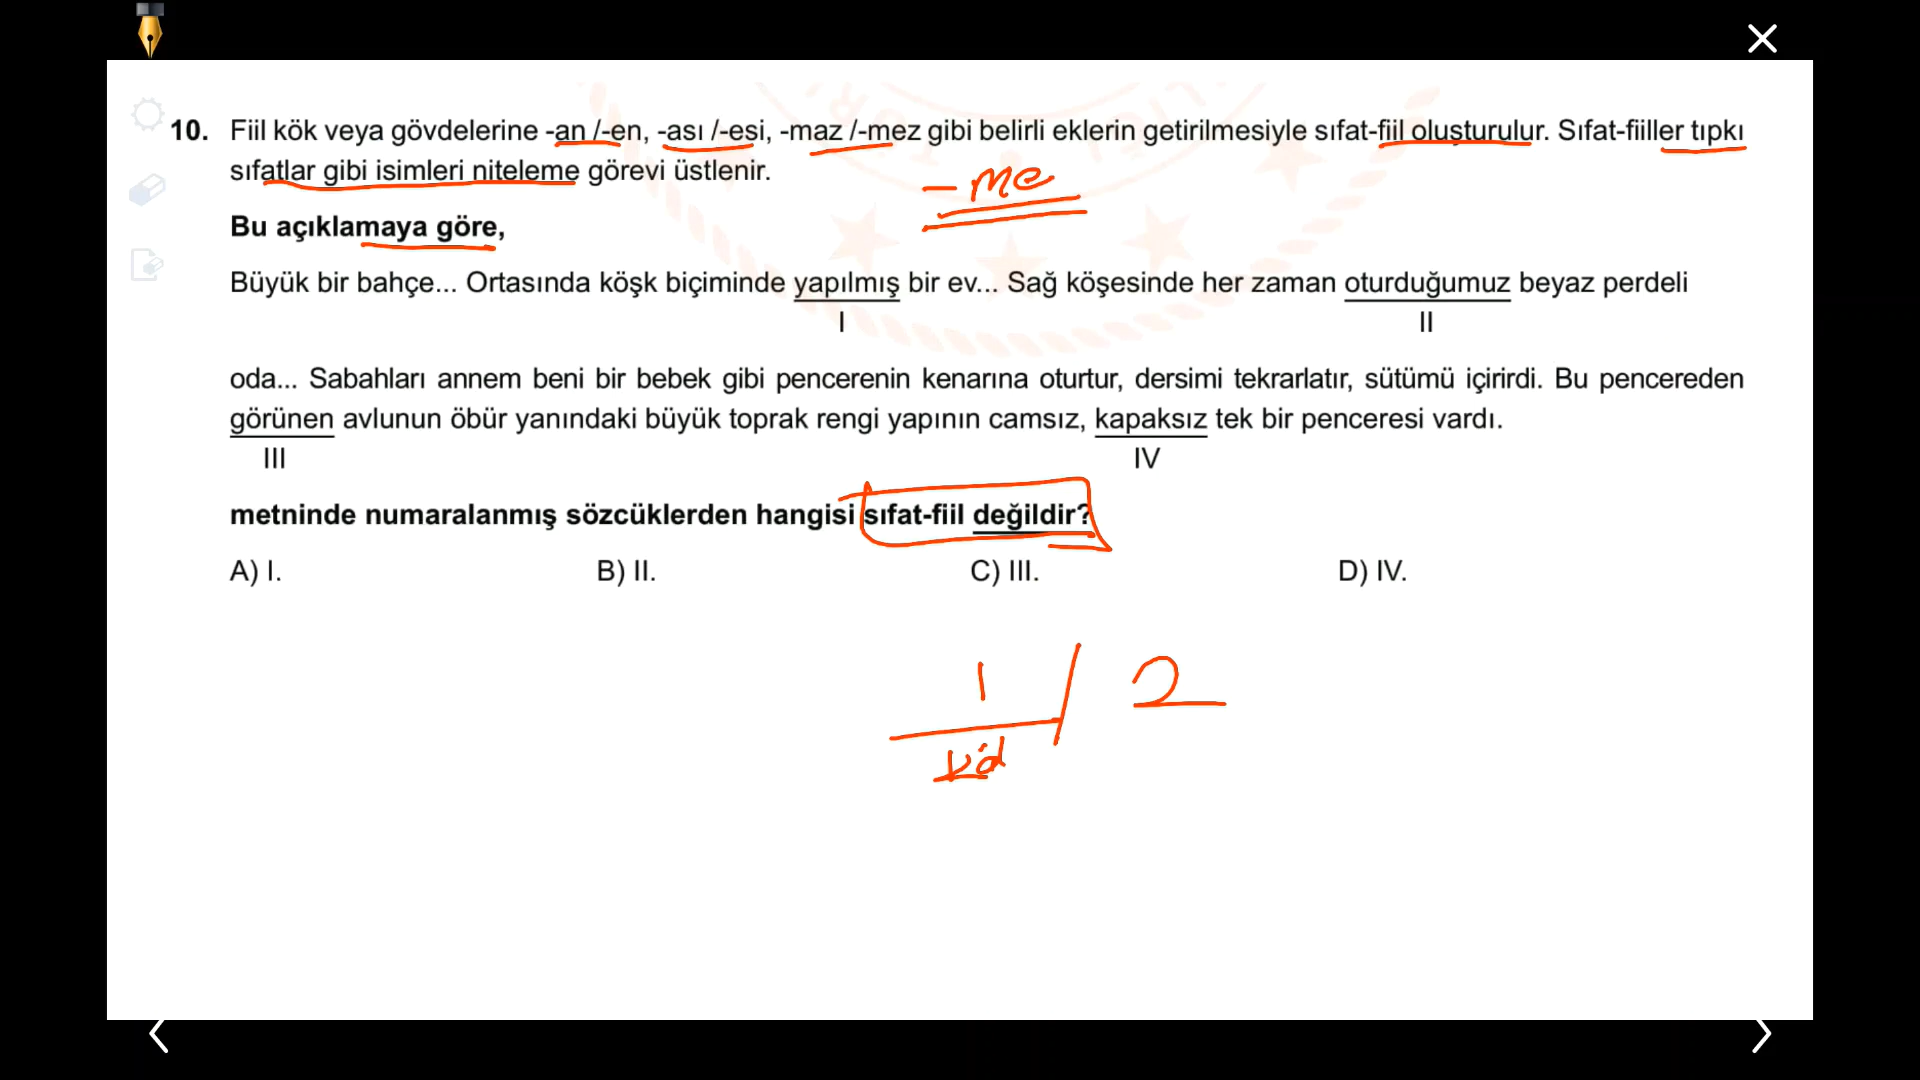 10. Fiil kök veya gövdelerine -an /-en, -ası /-esi, -maz /-mez gibi belirli eklerin getirilmesiyle sıfat-fiil oluşturulur. Sıfat-fiiller tıpkı
sıfatlar gibi isimleri niteleme görevi üstlenir.
- me
Bu açıklamaya göre,
Büyük bir bahçe... Ortasında köşk biçiminde yapılmış bir ev... Sağ köşesinde her zaman oturduğumuz beyaz perdeli
I II
oda... Sabahları annem beni bir bebek gibi pencerenin kenarına oturtur, dersimi tekrarlatır, sütümü içirirdi. Bu pencereden
görünen avlunun öbür yanındaki büyük toprak rengi yapının camsız, kapaksız tek bir penceresi vardı.
III IV
metninde numaralanmış sözcüklerden hangisi sıfat-fiil değildir?
A) I. B) II. C) III. D) IV.
1 / 2